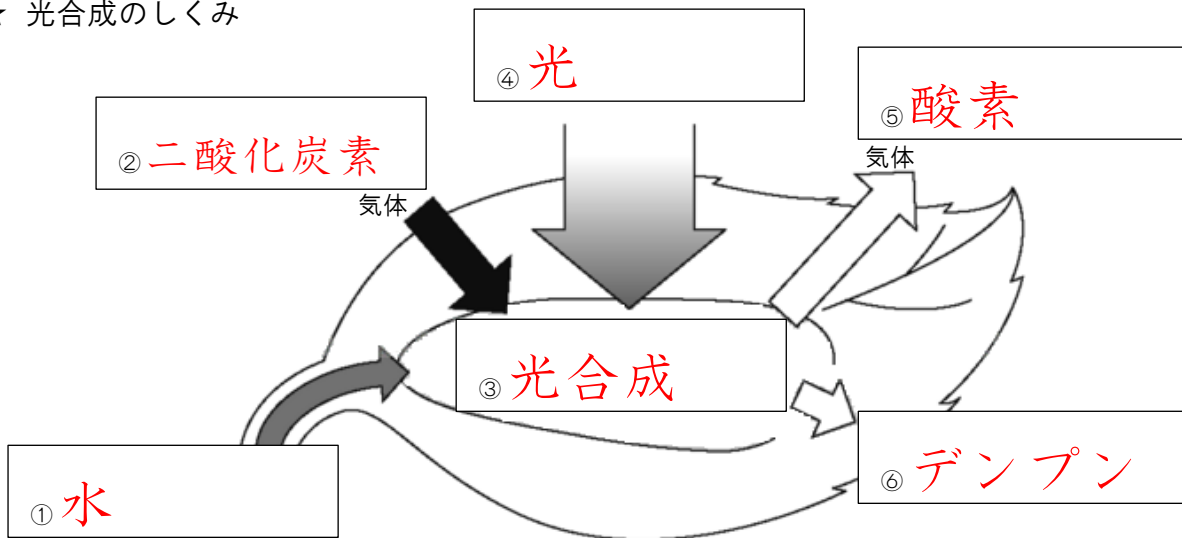 光合成のしくみ
④光
⑤酸素
②二酸化炭素
気体
気体
③光合成
⑥デンプン
①水